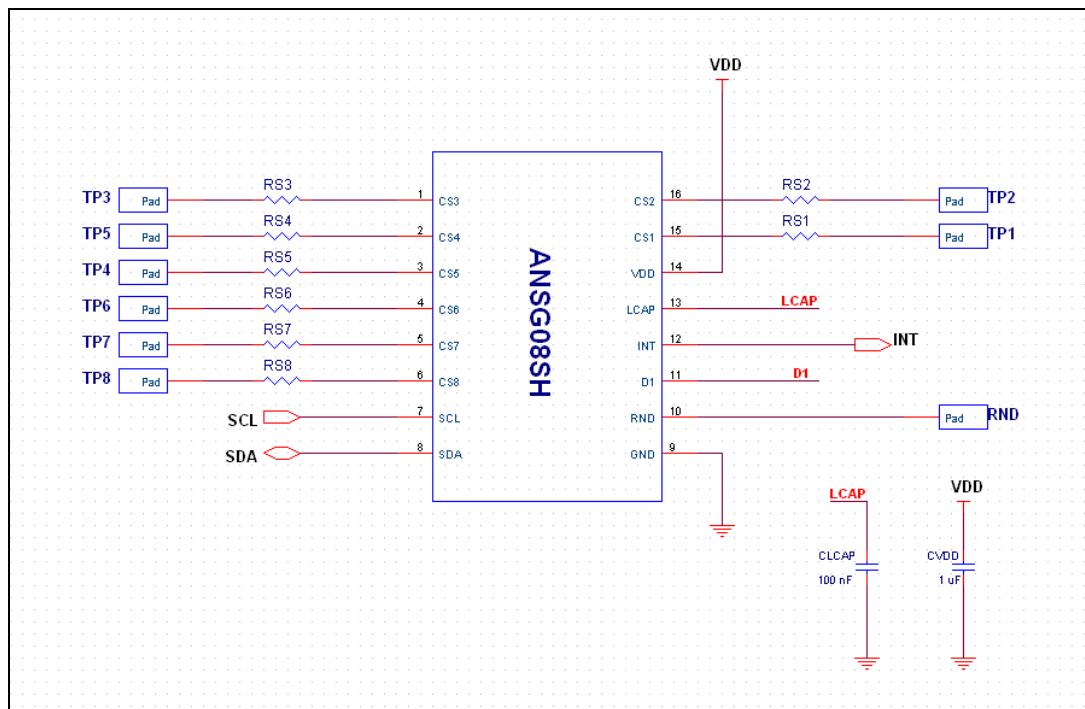 VDD
TP3 Pad RS3 1 CS3 CS2 16 RS2 Pad TP2
TP5 Pad RS4 2 CS4 CS1 15 RS1 Pad TP1
TP4 Pad RS5 3 CS5 VDD 14
TP6 Pad RS6 4 CS6 LCAP 13 LCAP
TP7 Pad RS7 5 CS7 INT 12 INT
TP8 Pad RS8 6 CS8 D1 11 D1
SCL 7 SCL RND 10 Pad RND
SDA 8 SDA GND 9
ANSG08SH
LCAP VDD
CLCAP CVDD
100 nF 1 uF